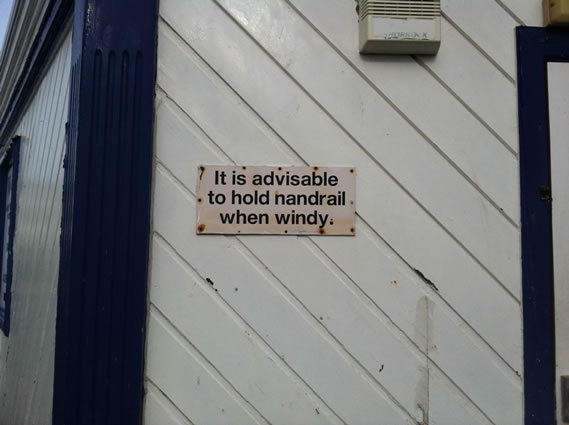 It is advisable
to hold handrail
when windy.